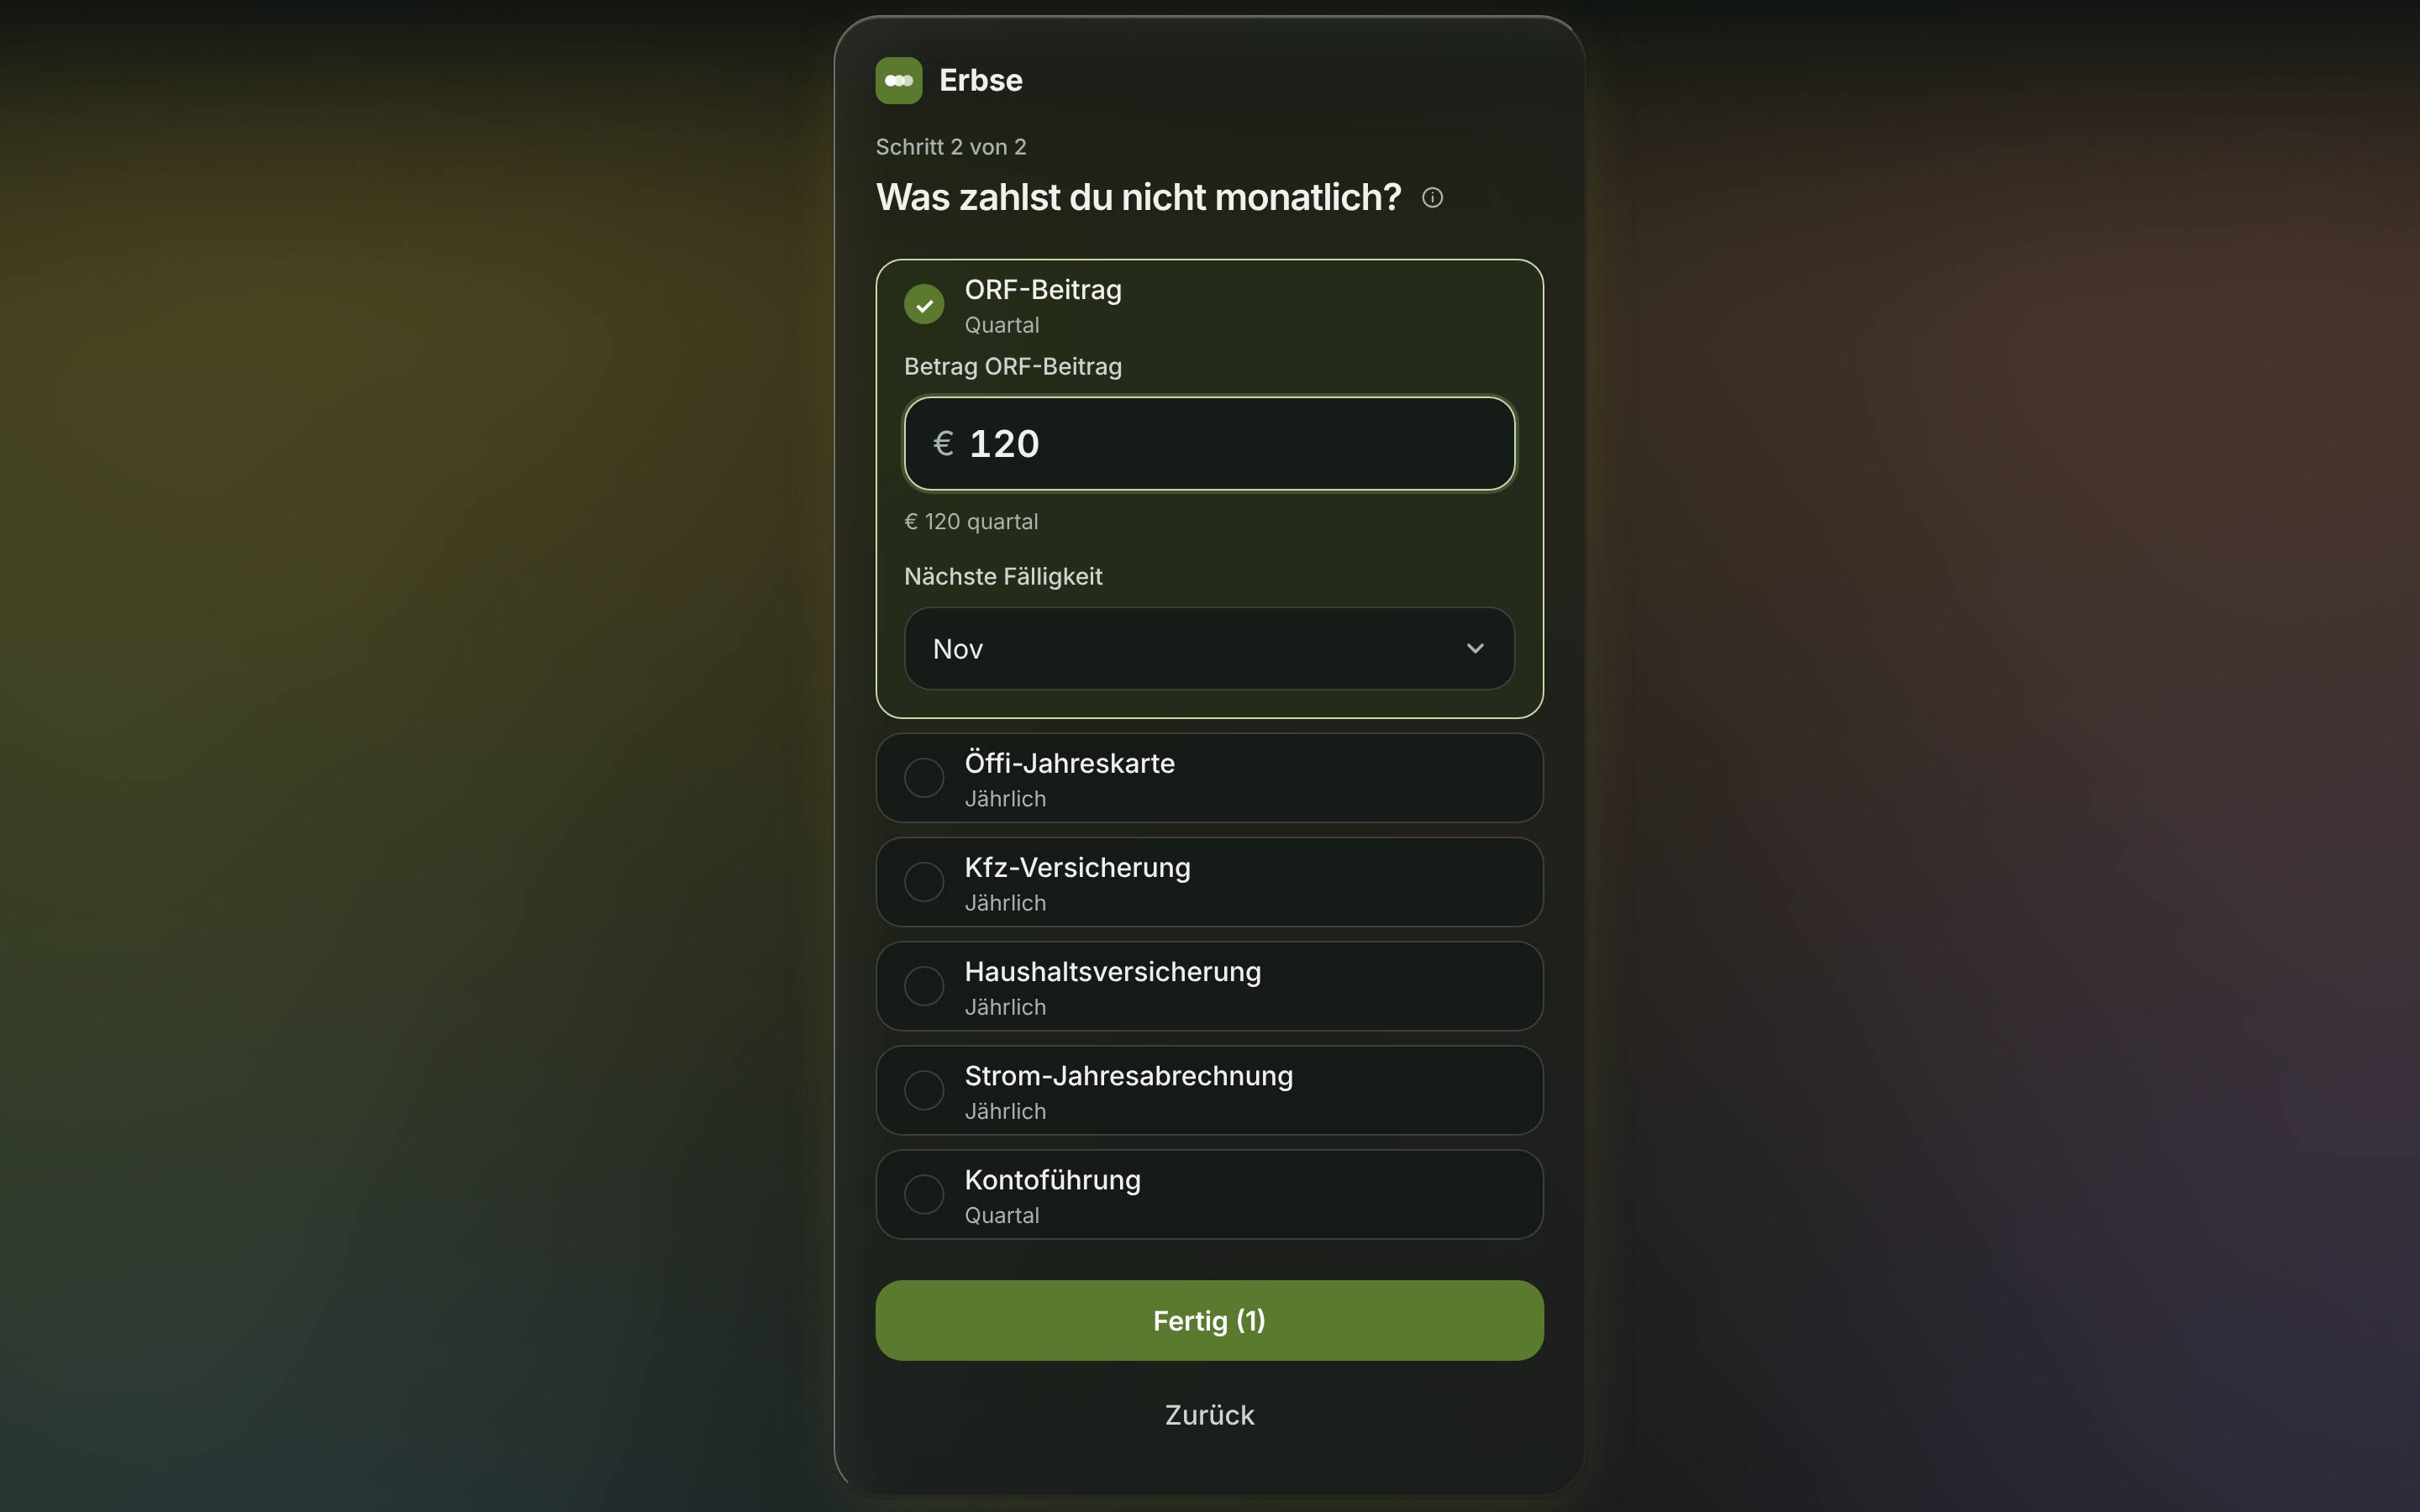 Erbse
Schritt 2 von 2
Was zahlst du nicht monatlich?
ORF-Beitrag
Quartal
Betrag ORF-Beitrag
€ 120
€ 120 quartal
Nächste Fälligkeit
Nov
Öffi-Jahreskarte
Jährlich
Kfz-Versicherung
Jährlich
Haushaltsversicherung
Jährlich
Strom-Jahresabrechnung
Jährlich
Kontoführung
Quartal
Fertig (1)
Zurück